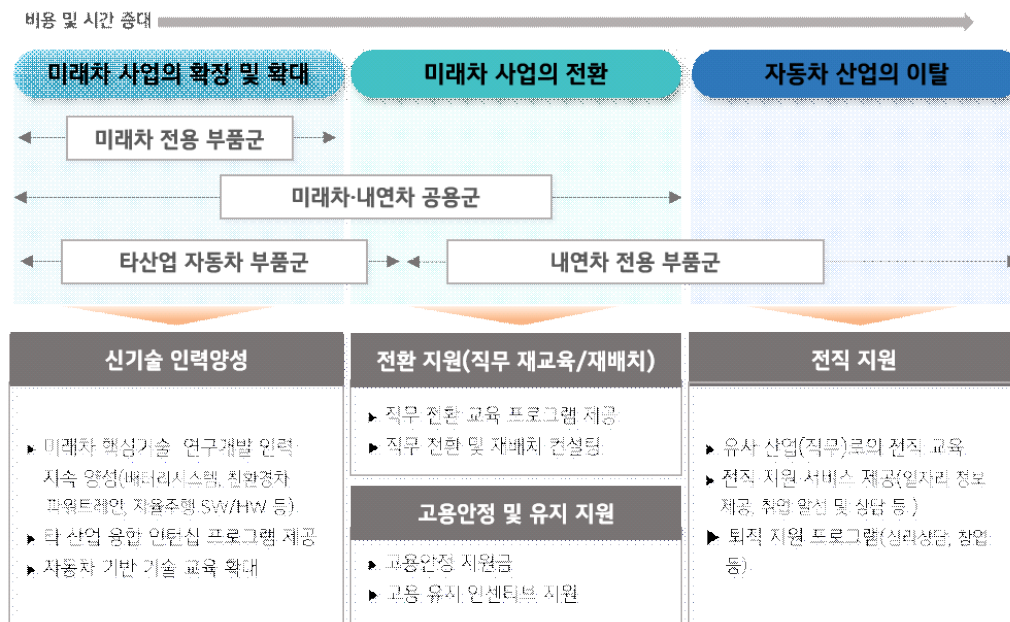 비용 및 시간 증대
미래차 사업의 확장 및 확대
미래차 사업의 전환
자동차 산업의 이탈
미래차 전용 부품군
미래차·내연차 공용군
타산업 자동차 부품군
내연차 전용 부품군
신기술 인력양성
▶ 미래차 핵심기술 연구개발 인력
지속 양성(배터리시스템, 친환경차
파워트레인, 자율주행 SW/HW 등)
▶ 타 산업 융합 인턴십 프로그램 제공
▶ 자동차 기반 기술 교육 확대
전환 지원(직무 재교육/재배치)
▶ 직무 전환 교육 프로그램 제공
▶ 직무 전환 및 재배치 컨설팅
고용안정 및 유지 지원
▶ 고용안정 지원금
▶ 고용 유지 인센티브 지원
전직 지원
▶ 유사 산업(직무)로의 전직 교육
▶ 전직 지원 서비스 제공(일자리 정보
제공, 취업 알선 및 상담 등)
▶ 퇴직 지원 프로그램(심리상담, 창업
등)